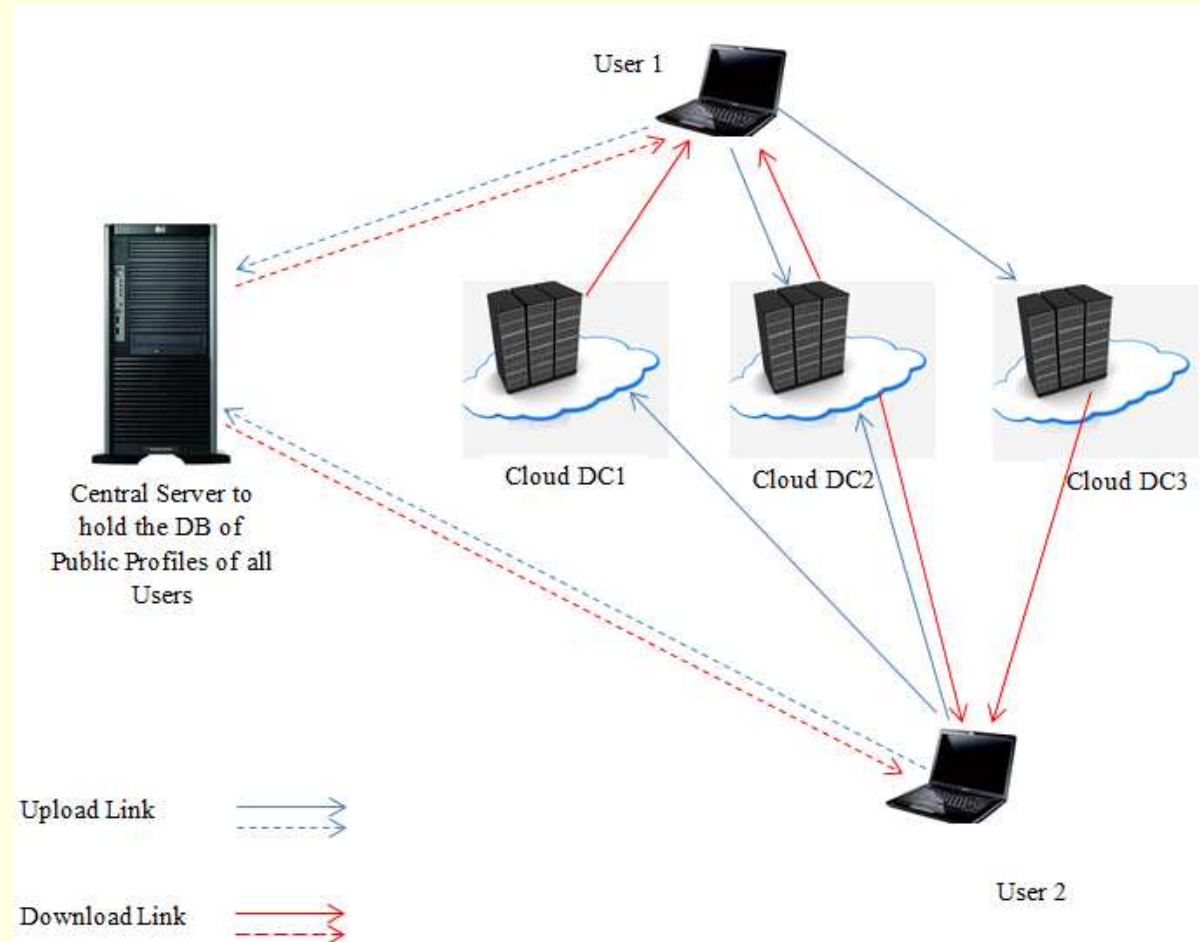 User 1
Cloud DC1
Cloud DC2
Cloud DC3
Central Server to
hold the DB of
Public Profiles of all
Users
Upload Link
User 2
Download Link